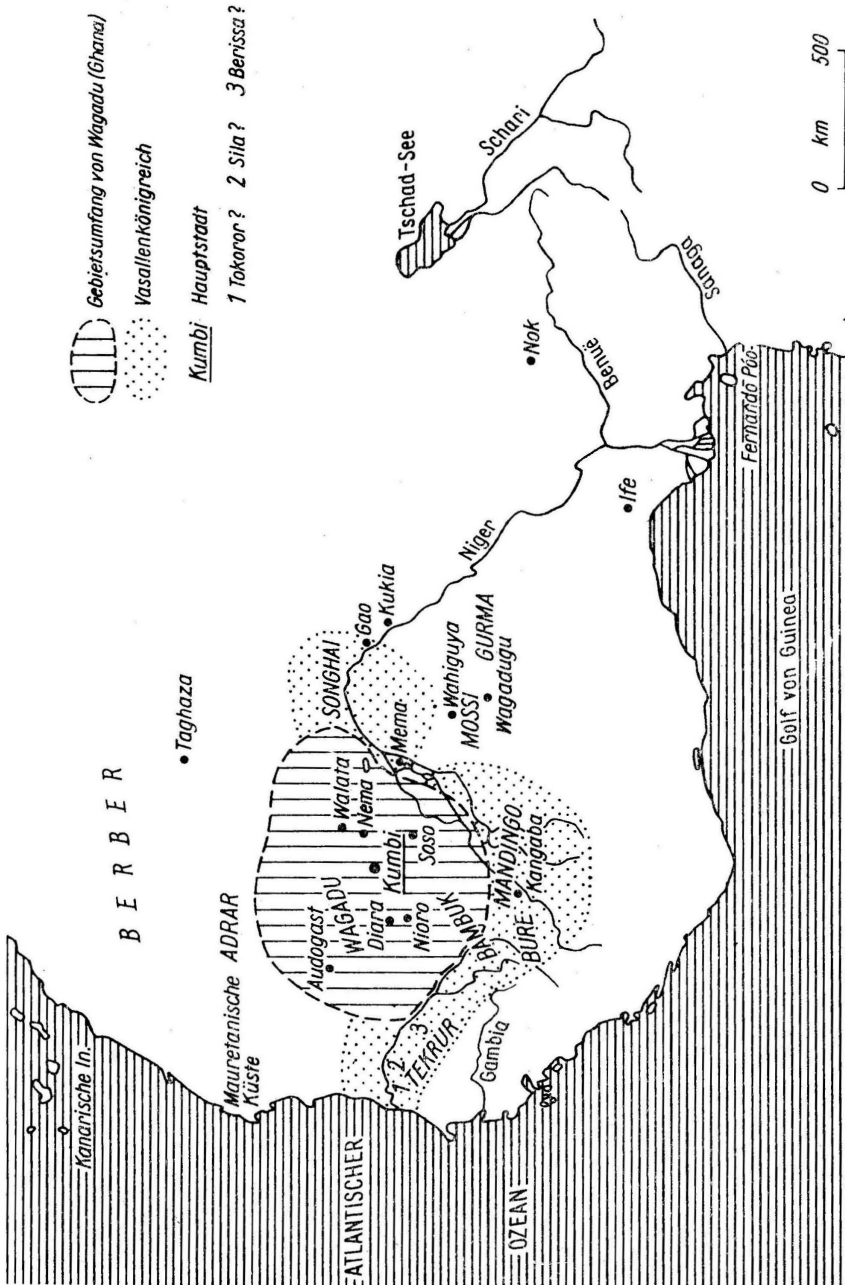 Gebietsumfang von Wagadu (Ghana)
Vasallenkönigreich
Kumbi Hauptstadt
1 Tokoror? 2 Sila? 3 Berissa?
0 km 500
Kanarische In.
BERBER
Taghaza
Mauretanische
Küste
ADRAR
Audogast
WAGADU
Walata
Nema
Diara
Kumbi
Nioro
Soso
SONGHAI
Gao
Kukia
Mema
Niger
Tschad-See
Schari
ATLANTISCHER
OZEAN
1 2 3
TEKRUR
Gambia
BAMBUK
BURE
MANDINGO
Kangaba
Wahiguya
MOSSI
GURMA
Wagadugu
Nok
Benuë
Ife
Sanaga
Fernando Póo
Golf von Guinea